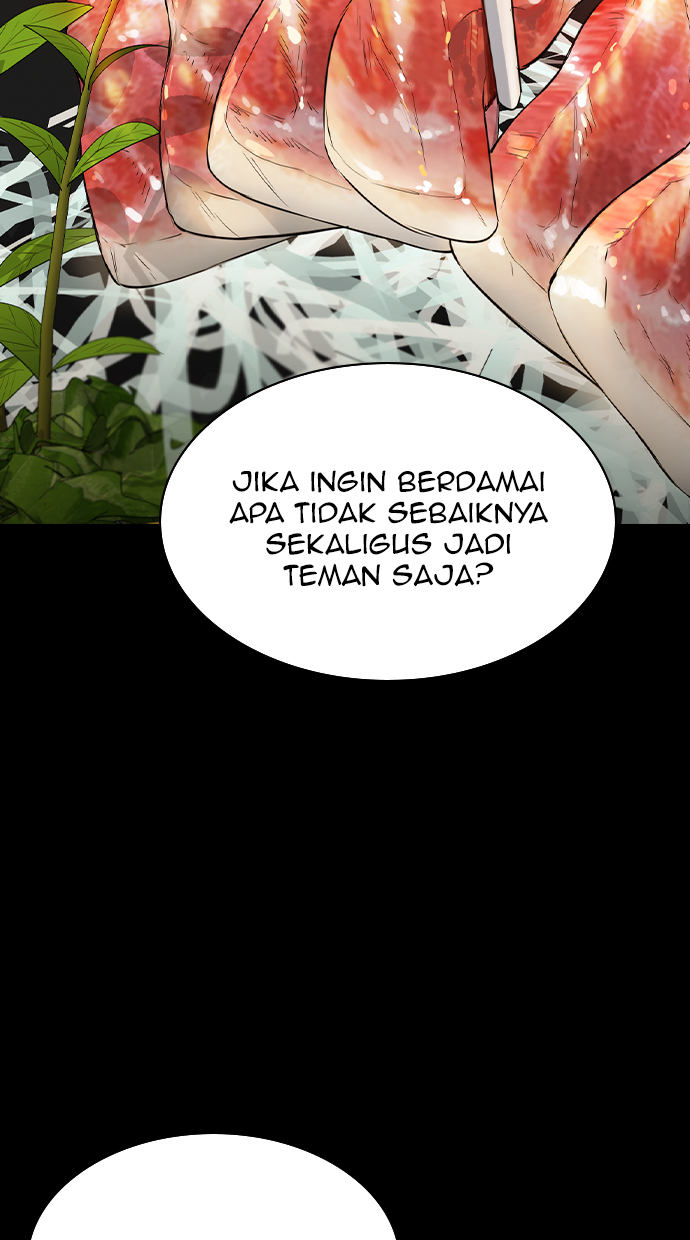 JIKA INGIN BERDAMAI
APA TIDAK SEBAIKNYA
SEKALIGUS JADI
TEMAN SAJA?